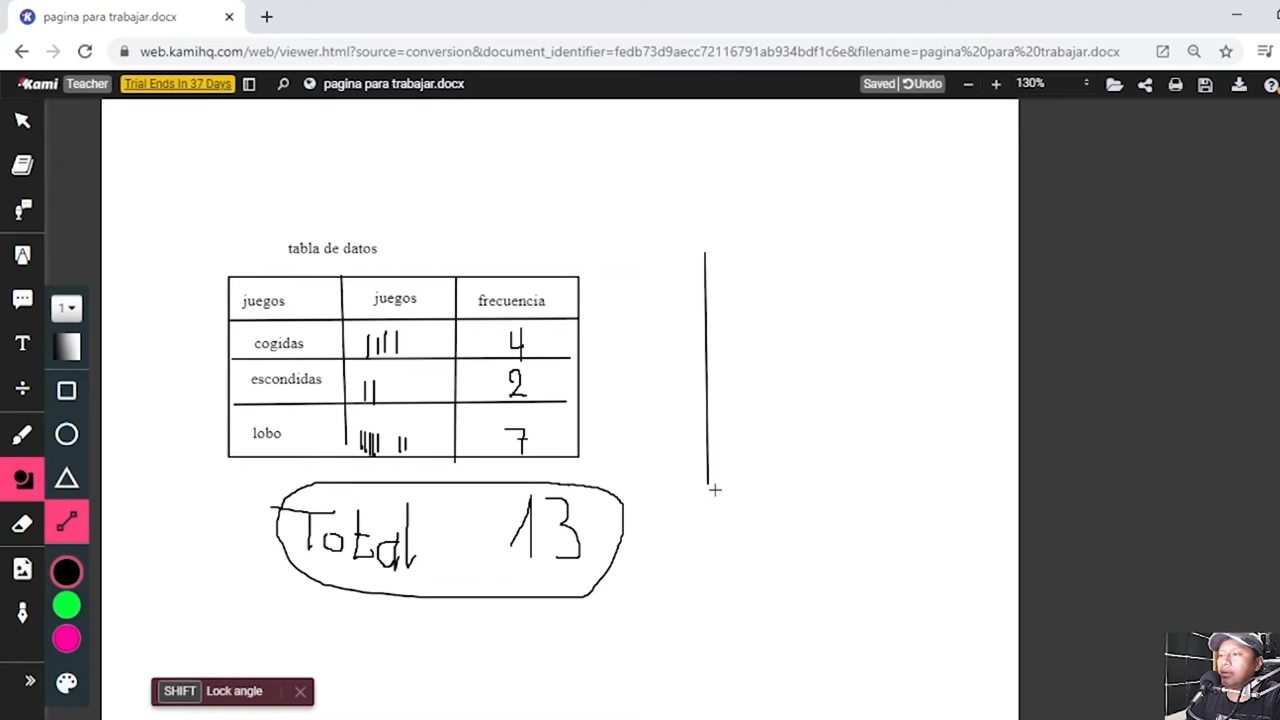 pagina para trabajar.docx
web.kamihq.com/web/viewer.html?source=conversion&document_identifier=fedb73d9aecc72116791ab934bdf1c6e&filename=pagina%20para%20trabajar.docx
Kami Teacher Trial Ends In 37 Days pagina para trabajar.docx Saved Undo 130%
tabla de datos
juegos juegos frecuencia
cogidas 4
escondidas 2
lobo 7
Total 13
1
SHIFT Lock angle